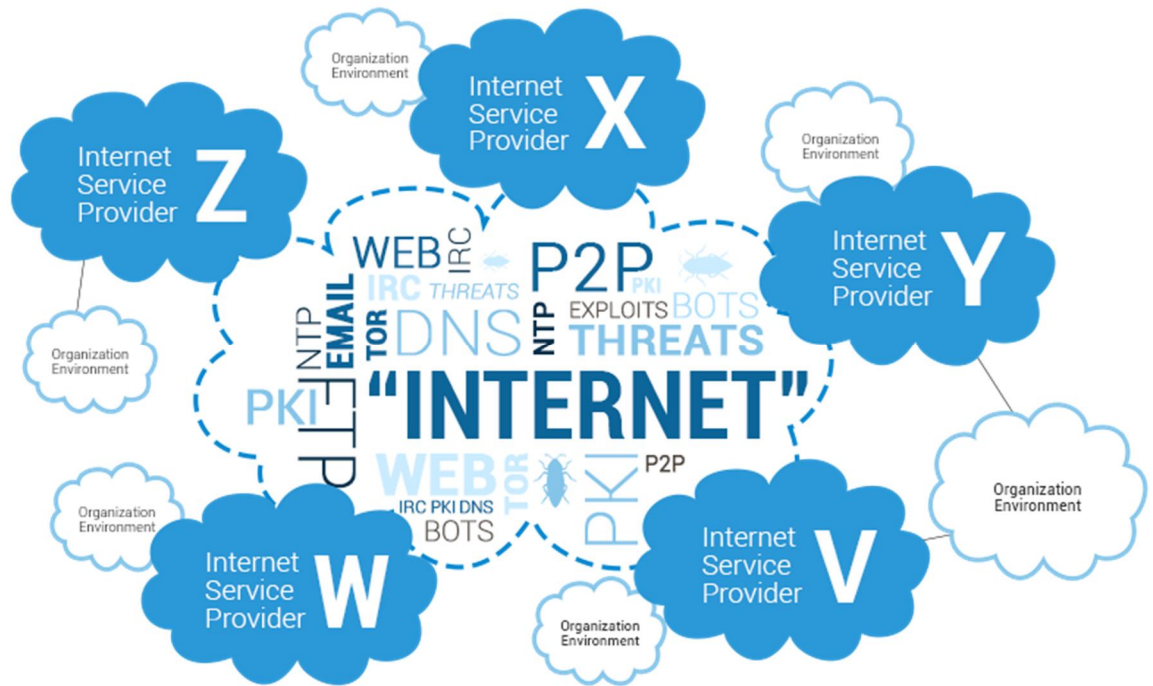 Organization
Environment
Internet
Service
Provider
X
Organization
Environment
Internet
Service
Provider
Z
Internet
Service
Provider
Y
WEB
IRC
P2P
IRC
THREATS
PKI
EXPLOITS
BOTS
NTP
EMAIL
TOR
DNS
NTP
THREATS
Organization
Environment
PKI
FTP
“INTERNET”
WEB
TOR
PKI
P2P
IRC PKI DNS
BOTS
Organization
Environment
Organization
Environment
Internet
Service
Provider
W
Internet
Service
Provider
V
Organization
Environment